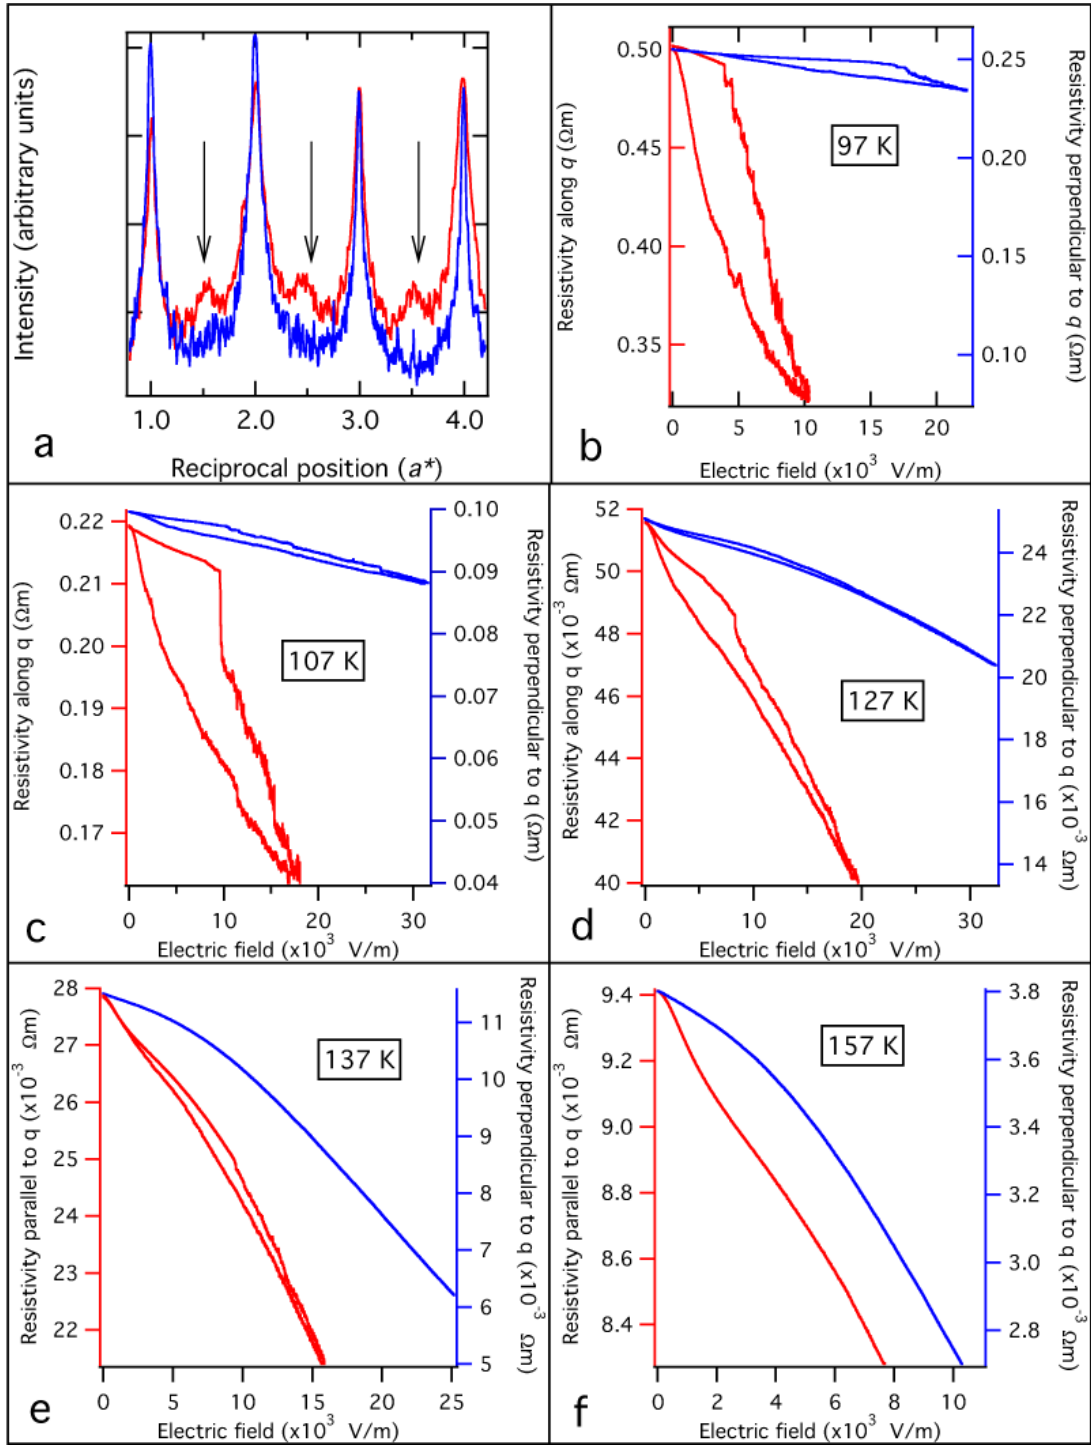 Intensity (arbitrary units)
1.0 2.0 3.0 4.0
Reciprocal position (a*)
a
Resistivity along q (Ωm)
0.50
0.45
0.40
0.35
97 K
0.25
0.20
0.15
0.10
Resistivity perpendicular to q (Ωm)
0 5 10 15 20
Electric field (x10³ V/m)
b
Resistivity along q (Ωm)
0.22
0.21
0.20
0.19
0.18
0.17
107 K
0.10
0.09
0.08
0.07
0.06
0.05
0.04
Resistivity perpendicular to q (Ωm)
0 10 20 30
Electric field (x10³ V/m)
c
Resistivity along q (x10⁻³ Ωm)
52
50
48
46
44
42
40
127 K
24
22
20
18
16
14
Resistivity perpendicular to q (x10⁻³ Ωm)
0 10 20 30
Electric field (x10³ V/m)
d
Resistivity parallel to q (x10⁻³ Ωm)
28
27
26
25
24
23
22
137 K
11
10
9
8
7
6
5
Resistivity perpendicular to q (x10⁻³ Ωm)
0 5 10 15 20 25
Electric field (x10³ V/m)
e
Resistivity parallel to q (x10⁻³ Ωm)
9.4
9.2
9.0
8.8
8.6
8.4
157 K
3.8
3.6
3.4
3.2
3.0
2.8
Resistivity perpendicular to q (x10⁻³ Ωm)
0 2 4 6 8 10
Electric field (x10³ V/m)
f